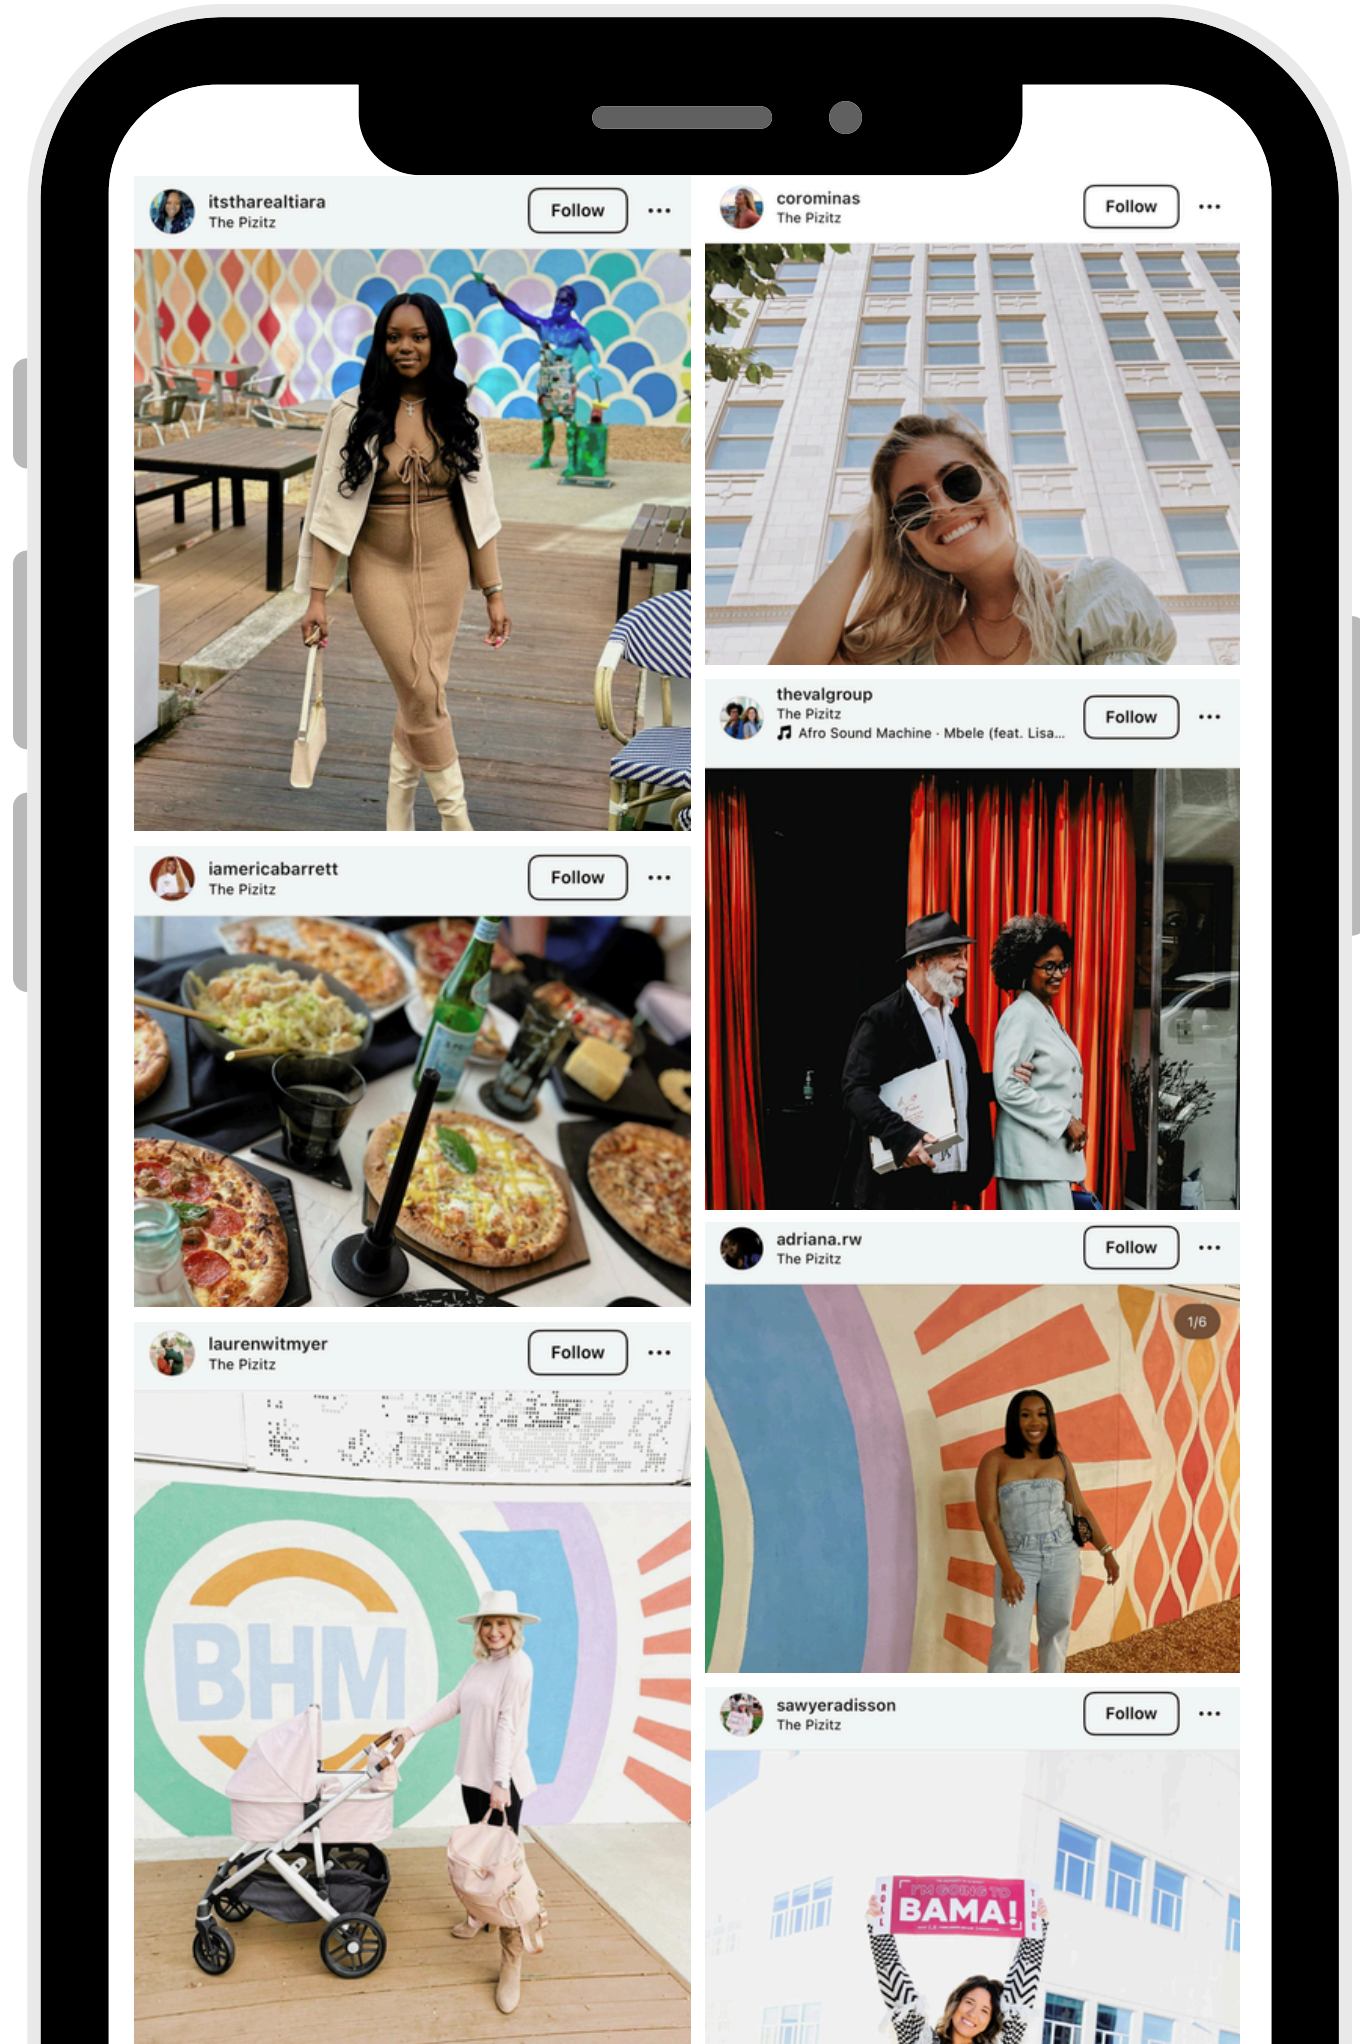 itstharealtiara
The Pizitz
Follow
iamericabarrett
The Pizitz
Follow
laurenwitmyer
The Pizitz
Follow
BHM
corominas
The Pizitz
Follow
thevalgroup
The Pizitz
Afro Sound Machine · Mbele (feat. Lisa...
Follow
adriana.rw
The Pizitz
Follow
1/6
sawyeradisson
The Pizitz
Follow
I'M GOING TO
BAMA!
ROLL
TIDE